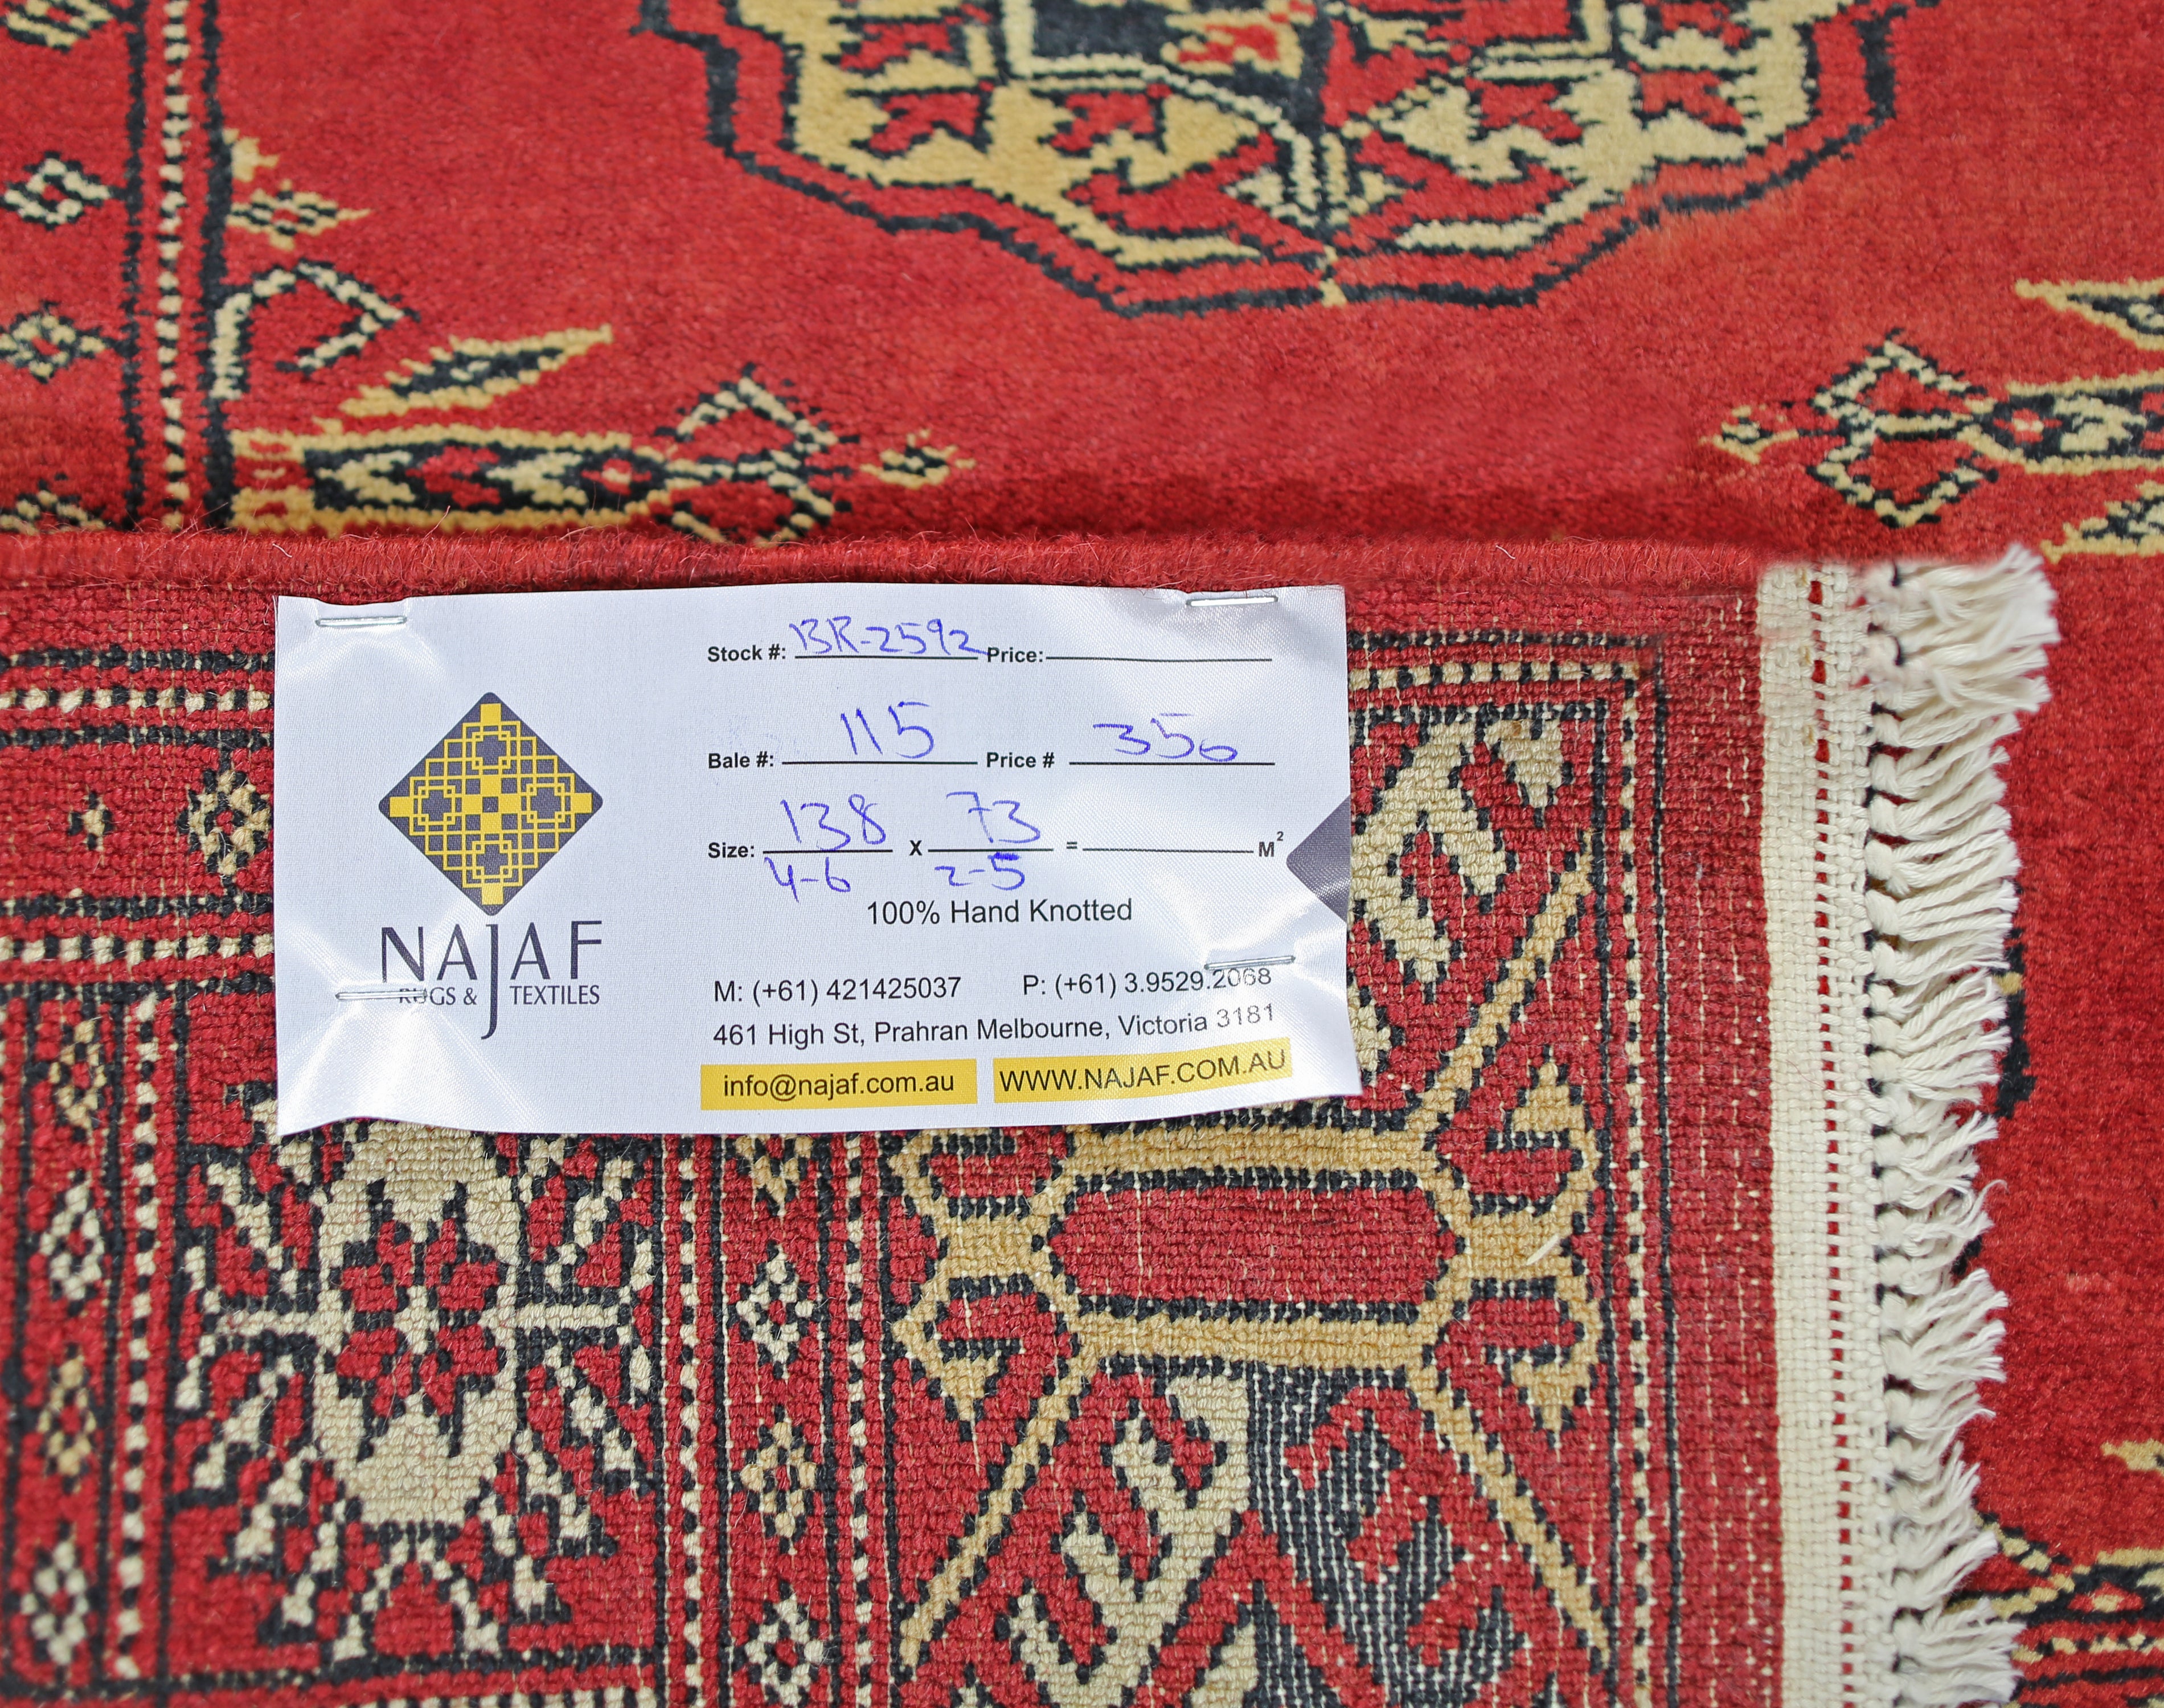 NAJAF
RUGS & TEXTILES
Stock #: BR-2592 Price:
Bale #: 115 Price # 350
Size: 138 x 73 = M²
4-6 2-5
100% Hand Knotted
M: (+61) 421425037 P: (+61) 3.9529.2068
461 High St, Prahran Melbourne, Victoria 3181
info@najaf.com.au WWW.NAJAF.COM.AU